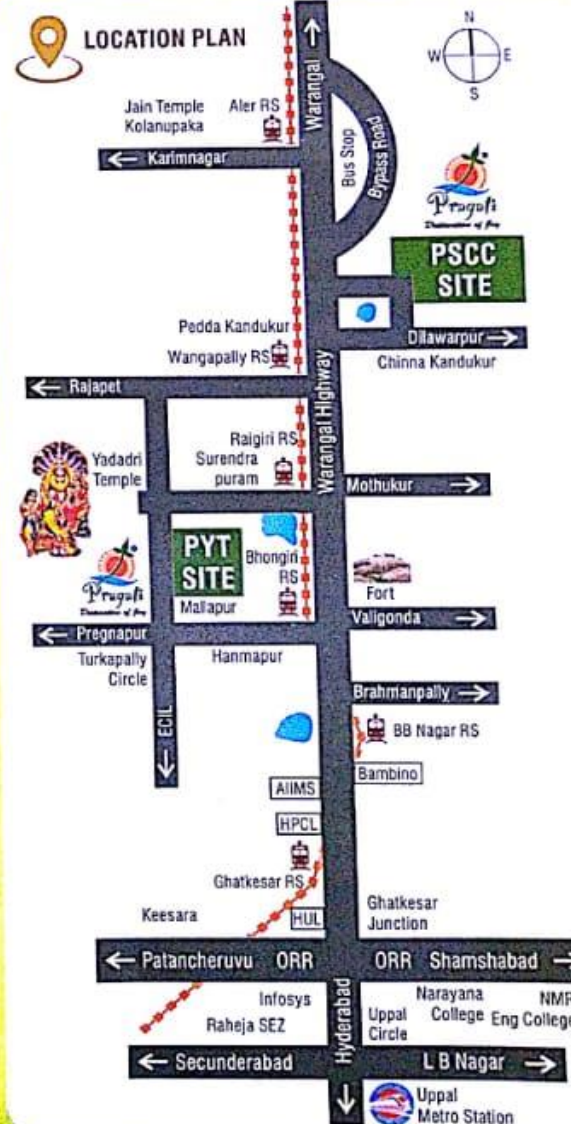 LOCATION PLAN
N
W E
S
Warangal
Jain Temple
Kolanupaka
Aler RS
Karimnagar
Bus Stop
Bypass Road
Pragati
PSCC
SITE
Pedda Kandukur
Wangapally RS
Dilawarpur
Chinna Kandukur
Rajapet
Warangal Highway
Raigiri RS
Surendra
puram
Yadadri
Temple
Mothukur
PYT
SITE
Bhongiri
RS
Pragati
Mallapur
Fort
Valigonda
Pregnapur
Turkapally
Circle
Hanmapur
ECIL
Brahmanpally
BB Nagar RS
Bambino
AIIMS
HPCL
Ghatkesar RS
Keesara
HUL
Ghatkesar
Junction
Patancheruvu ORR ORR Shamshabad
Infosys
Raheja SEZ
Hyderabad
Uppal
Circle
Narayana
College
NMR
Eng College
Secunderabad
L B Nagar
Uppal
Metro Station